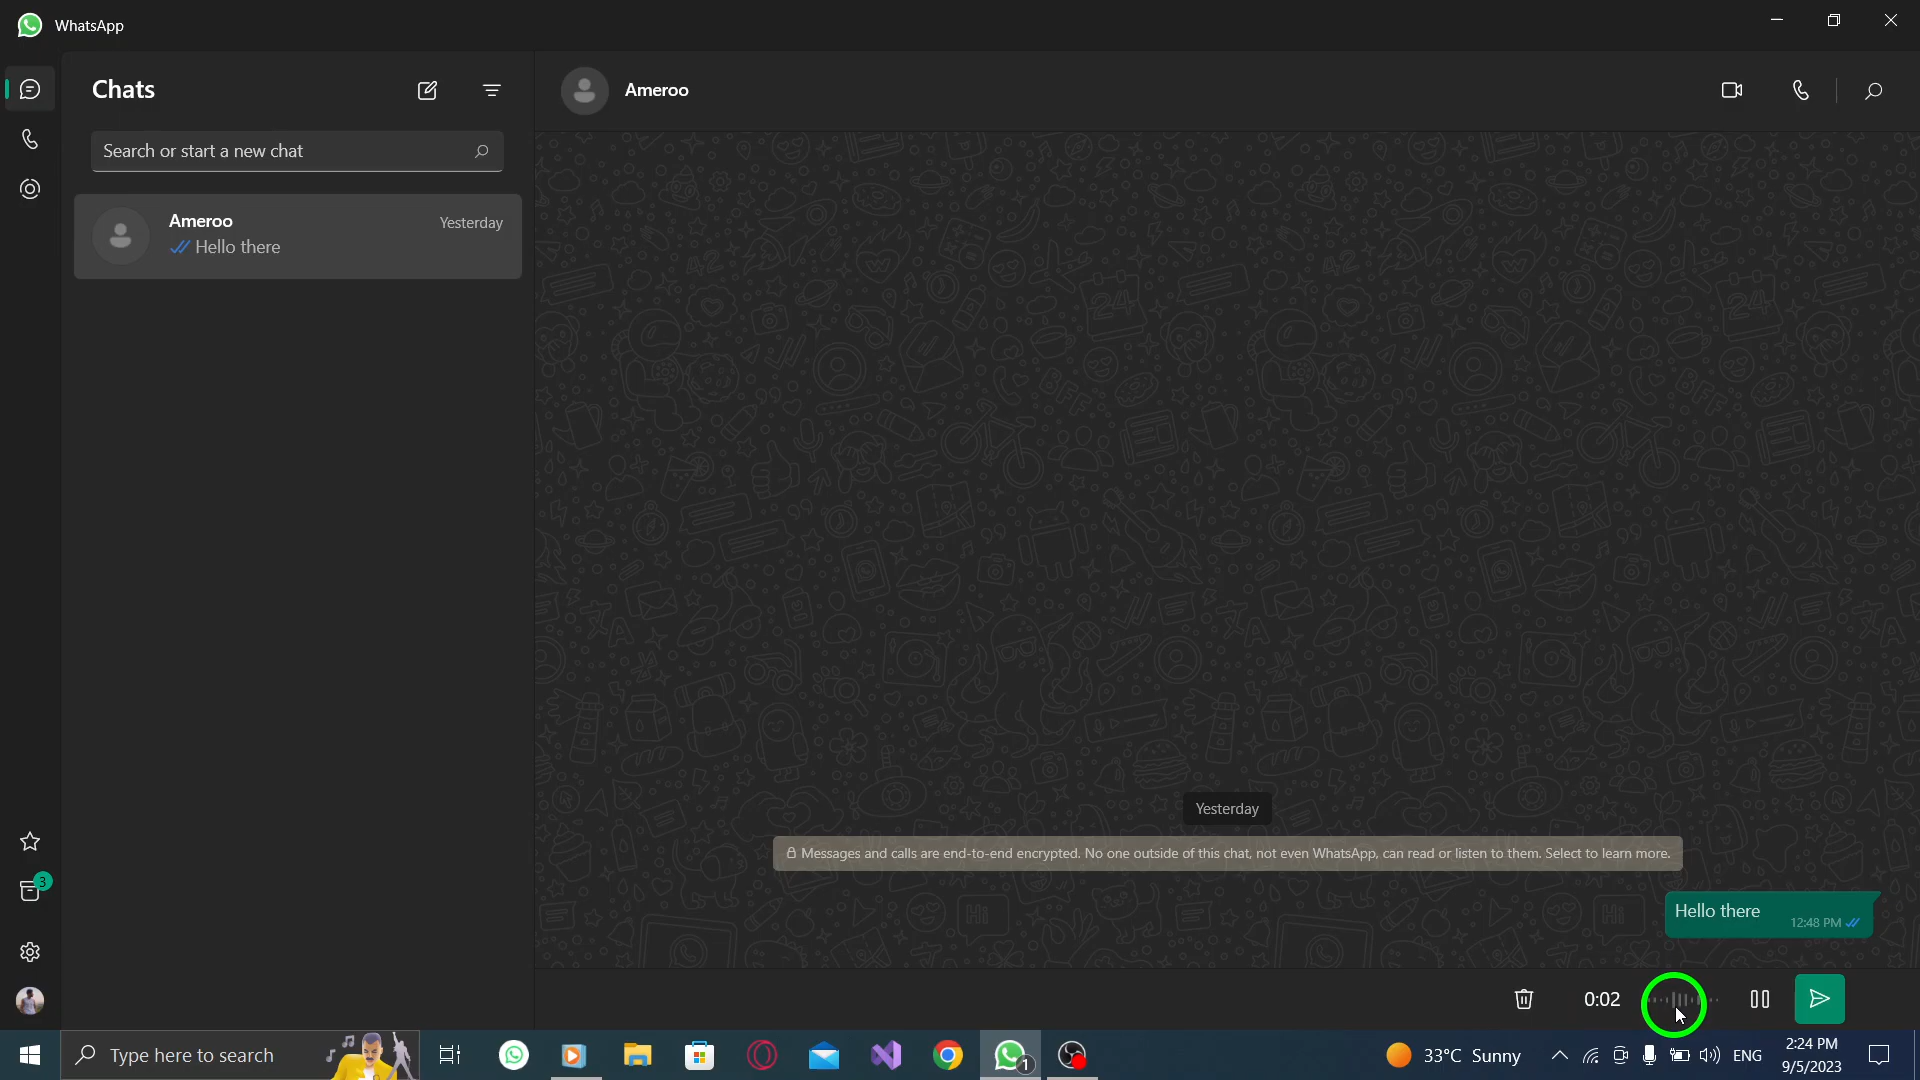 WhatsApp
Chats
Search or start a new chat
Ameroo
Yesterday
Hello there
Ameroo
Yesterday
Messages and calls are end-to-end encrypted. No one outside of this chat, not even WhatsApp, can read or listen to them. Select to learn more.
Hello there
12:48 PM
3
0:02
Type here to search
1
33°C Sunny
ENG
2:24 PM
9/5/2023